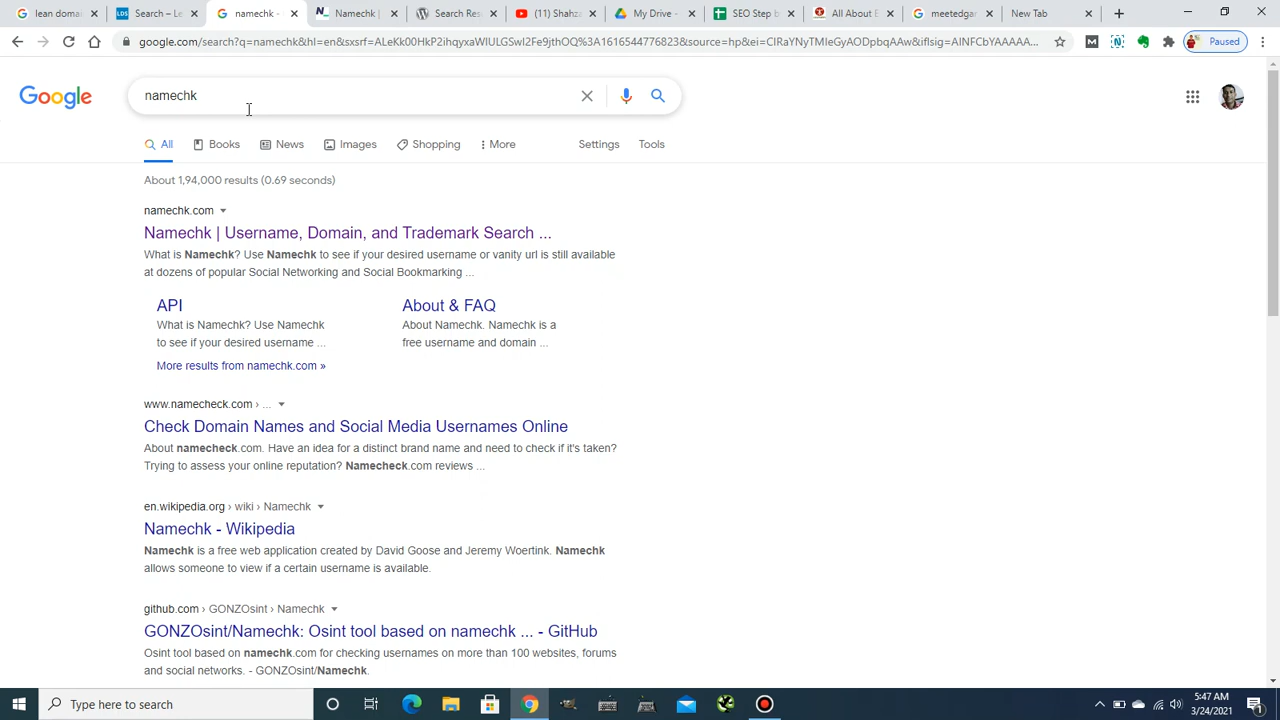 lean domai
Search – Le
namechk -
Namechk |
Search Res
(11) Shahza
My Drive -
SEO Step b
All About E
meetedgar
New Tab
google.com/search?q=namechk&hl=en&sxsrf=
Paused
Google
namechk
All
Books
News
Images
Shopping
More
Settings
Tools
About 1,94,000 results (0.69 seconds)
namechk.com
Namechk | Username, Domain, and Trademark Search ...
What is Namechk? Use Namechk to see if your desired username or vanity url is still available
at dozens of popular Social Networking and Social Bookmarking ...
API
About & FAQ
What is Namechk? Use Namechk
About Namechk. Namechk is a
to see if your desired username ...
free username and domain ...
More results from namechk.com »
www.namecheck.com › ...
Check Domain Names and Social Media Usernames Online
About namecheck.com. Have an idea for a distinct brand name and need to check if it's taken?
Trying to assess your online reputation? Namecheck.com reviews ...
en.wikipedia.org › wiki › Namechk
Namechk - Wikipedia
Namechk is a free web application created by David Goose and Jeremy Woertink. Namechk
allows someone to view if a certain username is available.
github.com › GONZOsint › Namechk
GONZOsint/Namechk: Osint tool based on namechk ... - GitHub
Osint tool based on namechk.com for checking usernames on more than 100 websites, forums
and social networks. - GONZOsint/Namechk.
Type here to search
5:47 AM
3/24/2021